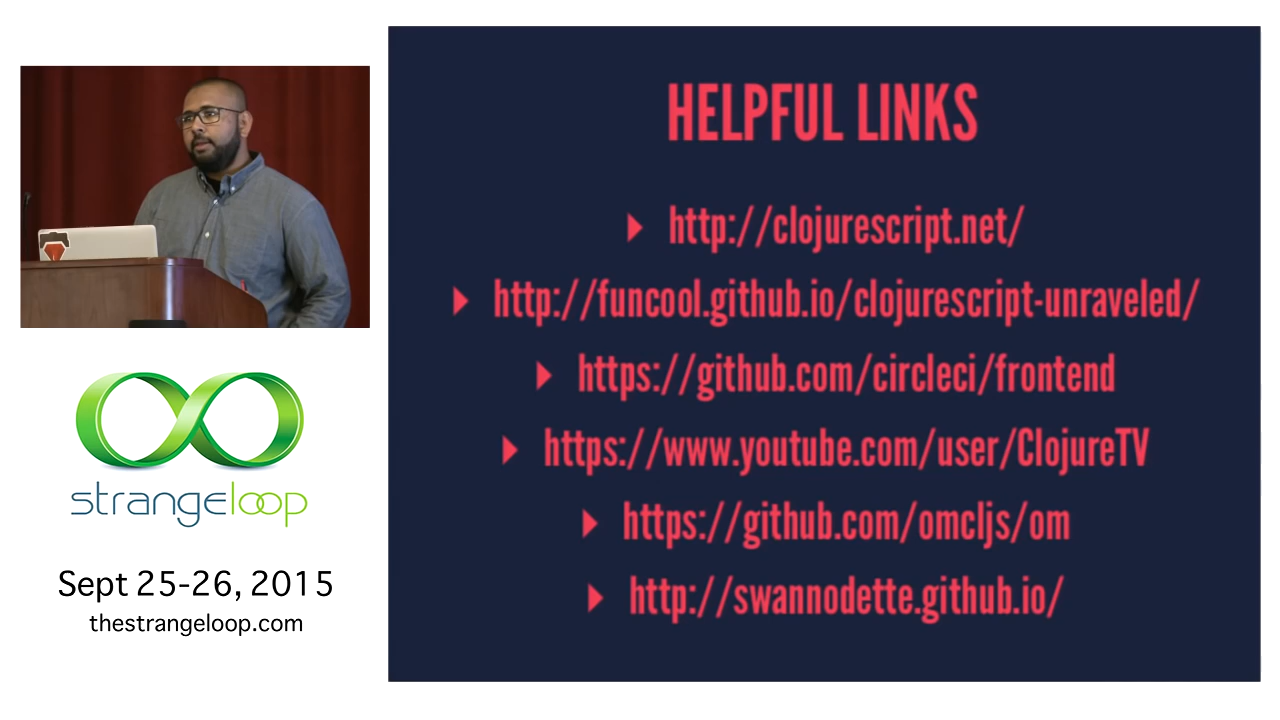 HELPFUL LINKS
http://clojurescript.net/
http://funcool.github.io/clojurescript-unraveled/
https://github.com/circleci/frontend
https://www.youtube.com/user/ClojureTV
https://github.com/omcljs/om
http://swannodette.github.io/
strangeloop
Sept 25-26, 2015
thestrangeloop.com